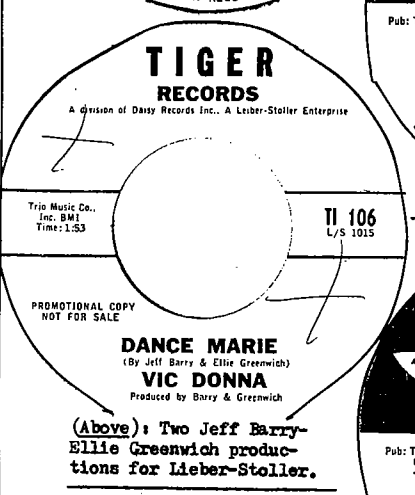 Pub: T
TIGER
RECORDS
A division of Daisy Records Inc.. A Leiber-Stoller Enterprise
Trio Music Co.,
Inc. BMI
Time: 1:53
TI 106
L/S 1015
PROMOTIONAL COPY
NOT FOR SALE
DANCE MARIE
(By Jeff Barry & Ellie Greenwich)
VIC DONNA
Produced by Barry & Greenwich
(Above): Two Jeff Barry-
Ellie Greenwich produc-
tions for Lieber-Stoller.
Pub: T